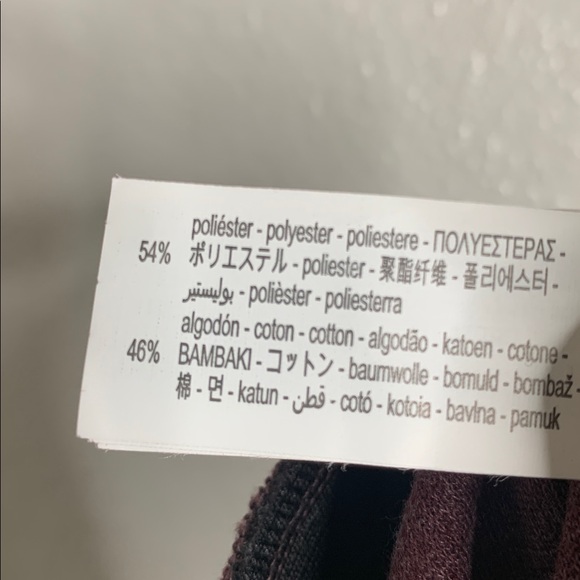 poliéster - polyester - poliestere - ΠΟΛΥΕΣΤΕΡΑΣ -
54% ポリエステル - poliester - 聚酯纤维 - 폴리에스터 -
بوليستير - polièster - poliesterra
algodón - coton - cotton - algodão - katoen - cotone -
46% BAMBAKI - コットン - baumwolle - bomuld - bombaž -
棉 - 면 - katun - قطن - cotó - kotoia - bavlna - pamuk